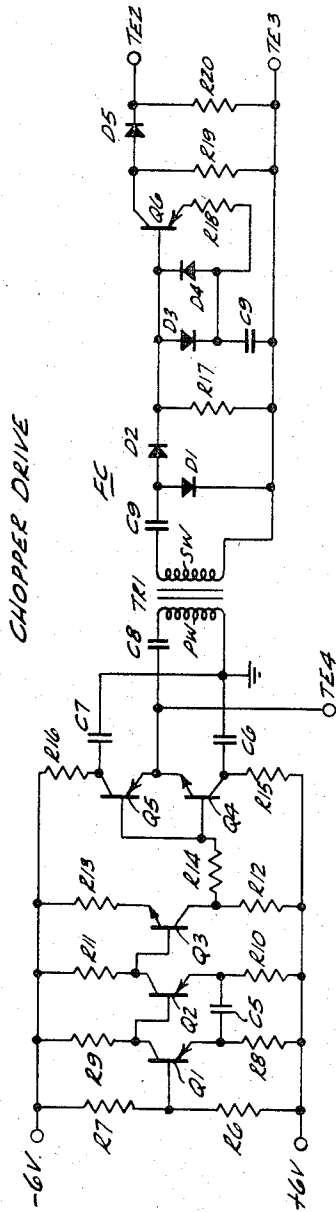 CHOPPER DRIVE
-6V
R7
R9
R11
R13
R16
C7
Q5
Q4
R14
Q3
Q2
Q1
C5
R6
R8
R10
R12
R15
C6
+6V
TE4
C8
TR1
PW
SW
EC
C9
D2
D1
R17
D3
D4
C9
Q6
R18
D5
R19
R20
TE2
TE3